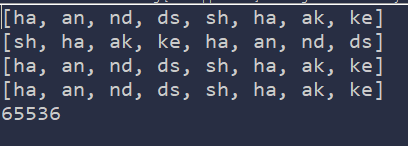 [ha, an, nd, ds, sh, ha, ak, ke]
[sh, ha, ak, ke, ha, an, nd, ds]
[ha, an, nd, ds, sh, ha, ak, ke]
[ha, an, nd, ds, sh, ha, ak, ke]
65536